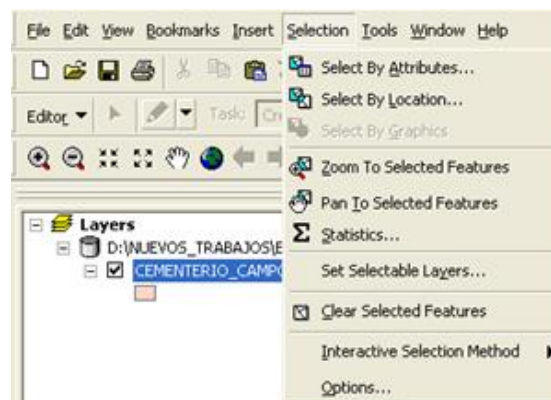 File Edit View Bookmarks Insert Selection Tools Window Help
Select By Attributes...
Select By Location...
Editor Task:
Select By Graphics
Zoom To Selected Features
Pan To Selected Features
Layers
Statistics...
D:\NUEVOS_TRABAJOS\
CEMENTERIO_CAMPO
Set Selectable Layers...
Clear Selected Features
Interactive Selection Method
Options...